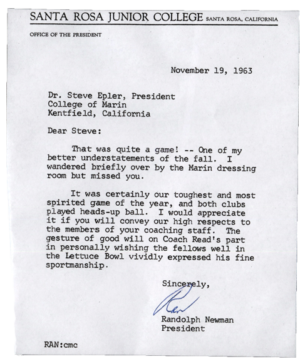 SANTA ROSA JUNIOR COLLEGE SANTA ROSA, CALIFORNIA
OFFICE OF THE PRESIDENT
November 19, 1963
Dr. Steve Epler, President
College of Marin
Kentfield, California
Dear Steve:
That was quite a game! -- One of my
better understatements of the fall. I
wandered briefly over by the Marin dressing
room but missed you.
It was certainly our toughest and most
spirited game of the year, and both clubs
played heads-up ball. I would appreciate
it if you will convey our high respects to
the members of your coaching staff. The
gesture of good will on Coach Read's part
in personally wishing the fellows well in
the Lettuce Bowl vividly expressed his fine
sportmanship.
Sincerely,
Ran
Randolph Newman
President
RAN:cmc